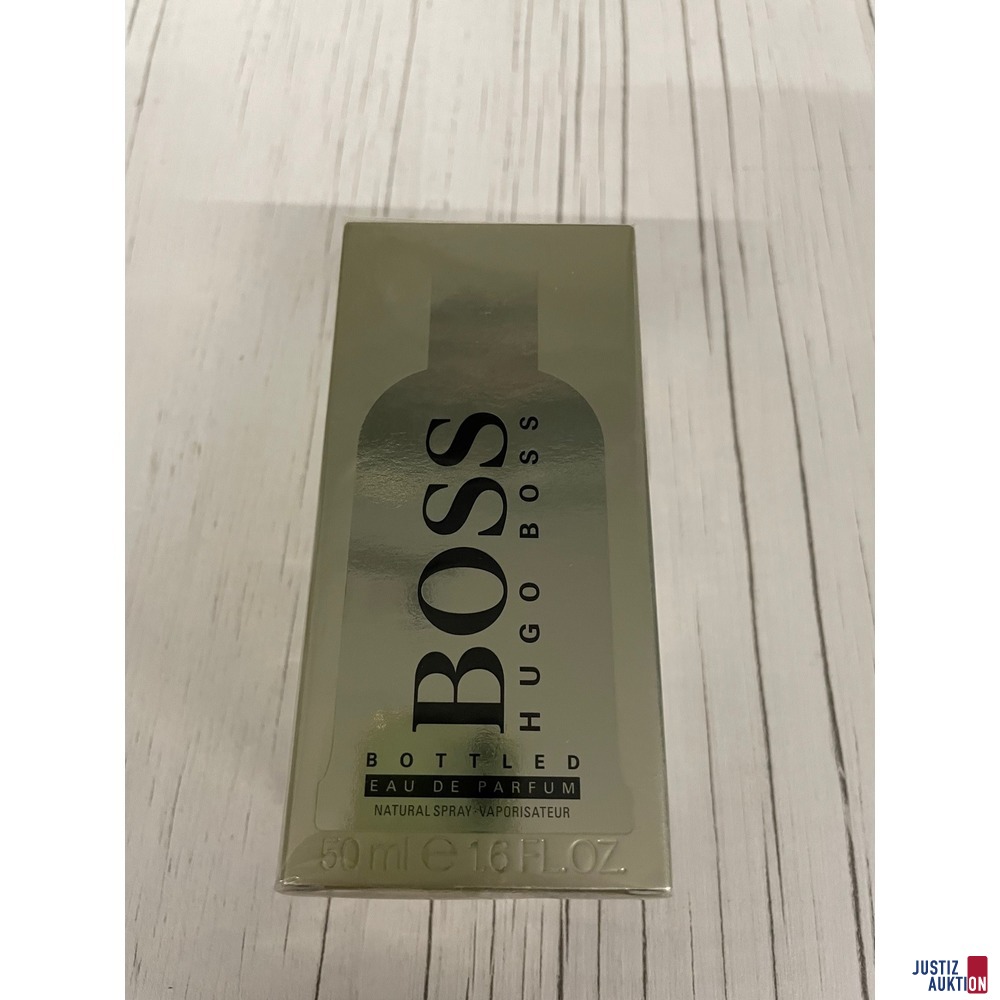 BOSS
HUGO BOSS
BOTTLED
EAU DE PARFUM
NATURAL SPRAY·VAPORISATEUR
50 ml e 1.6 FL.OZ.
JUSTIZ
AUKTION